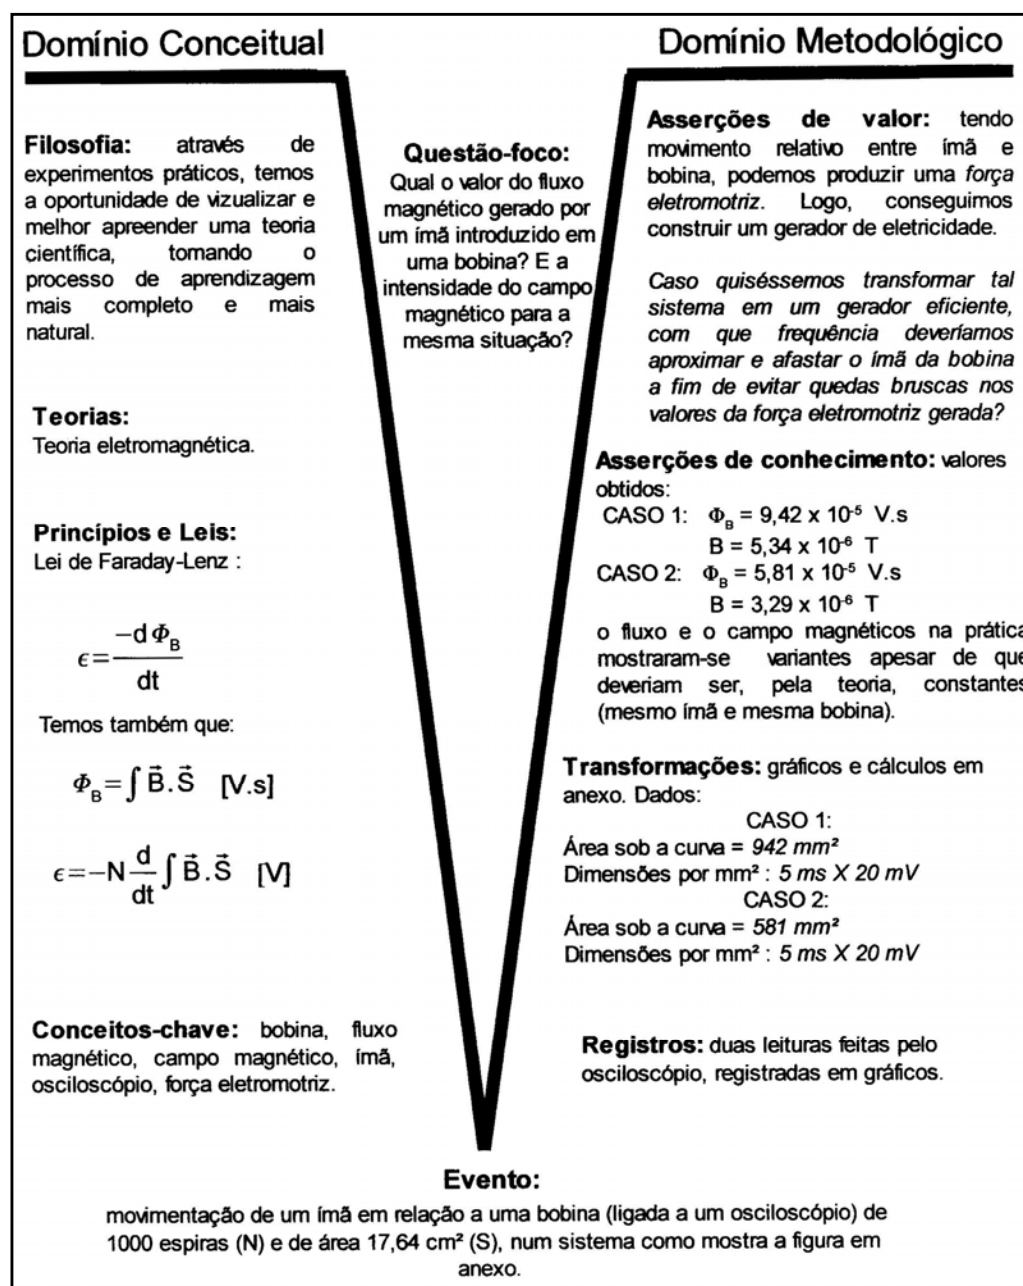 Domínio Conceitual
Filosofia: através de
experimentos práticos, temos
a oportunidade de vizualizar e
melhor apreender uma teoria
científica, tornando o
processo de aprendizagem
mais completo e mais
natural.
Teorias:
Teoria eletromagnética.
Princípios e Leis:
Lei de Faraday-Lenz :
ϵ = −dΦ_B / dt
Temos também que:
Φ_B = ∫ B⃗ . S⃗ [V.s]
ϵ = −N d/dt ∫ B⃗ . S⃗ [V]
Conceitos-chave: bobina, fluxo
magnético, campo magnético, ímã,
osciloscópio, força eletromotriz.
Questão-foco:
Qual o valor do fluxo
magnético gerado por
um ímã introduzido em
uma bobina? E a
intensidade do campo
magnético para a
mesma situação?
Domínio Metodológico
Asserções de valor: tendo
movimento relativo entre ímã e
bobina, podemos produzir uma força
eletromotriz. Logo, conseguimos
construir um gerador de eletricidade.
Caso quiséssemos transformar tal
sistema em um gerador eficiente,
com que frequência deveríamos
aproximar e afastar o ímã da bobina
a fim de evitar quedas bruscas nos
valores da força eletromotriz gerada?
Asserções de conhecimento: valores
obtidos:
CASO 1: Φ_B = 9,42 x 10⁻⁵ V.s
B = 5,34 x 10⁻⁶ T
CASO 2: Φ_B = 5,81 x 10⁻⁵ V.s
B = 3,29 x 10⁻⁶ T
o fluxo e o campo magnéticos na prática
mostraram-se variantes apesar de que
deveriam ser, pela teoria, constantes
(mesmo ímã e mesma bobina).
Transformações: gráficos e cálculos em
anexo. Dados:
CASO 1:
Área sob a curva = 942 mm²
Dimensões por mm² : 5 ms X 20 mV
CASO 2:
Área sob a curva = 581 mm²
Dimensões por mm² : 5 ms X 20 mV
Registros: duas leituras feitas pelo
osciloscópio, registradas em gráficos.
Evento:
movimentação de um ímã em relação a uma bobina (ligada a um osciloscópio) de
1000 espiras (N) e de área 17,64 cm² (S), num sistema como mostra a figura em
anexo.